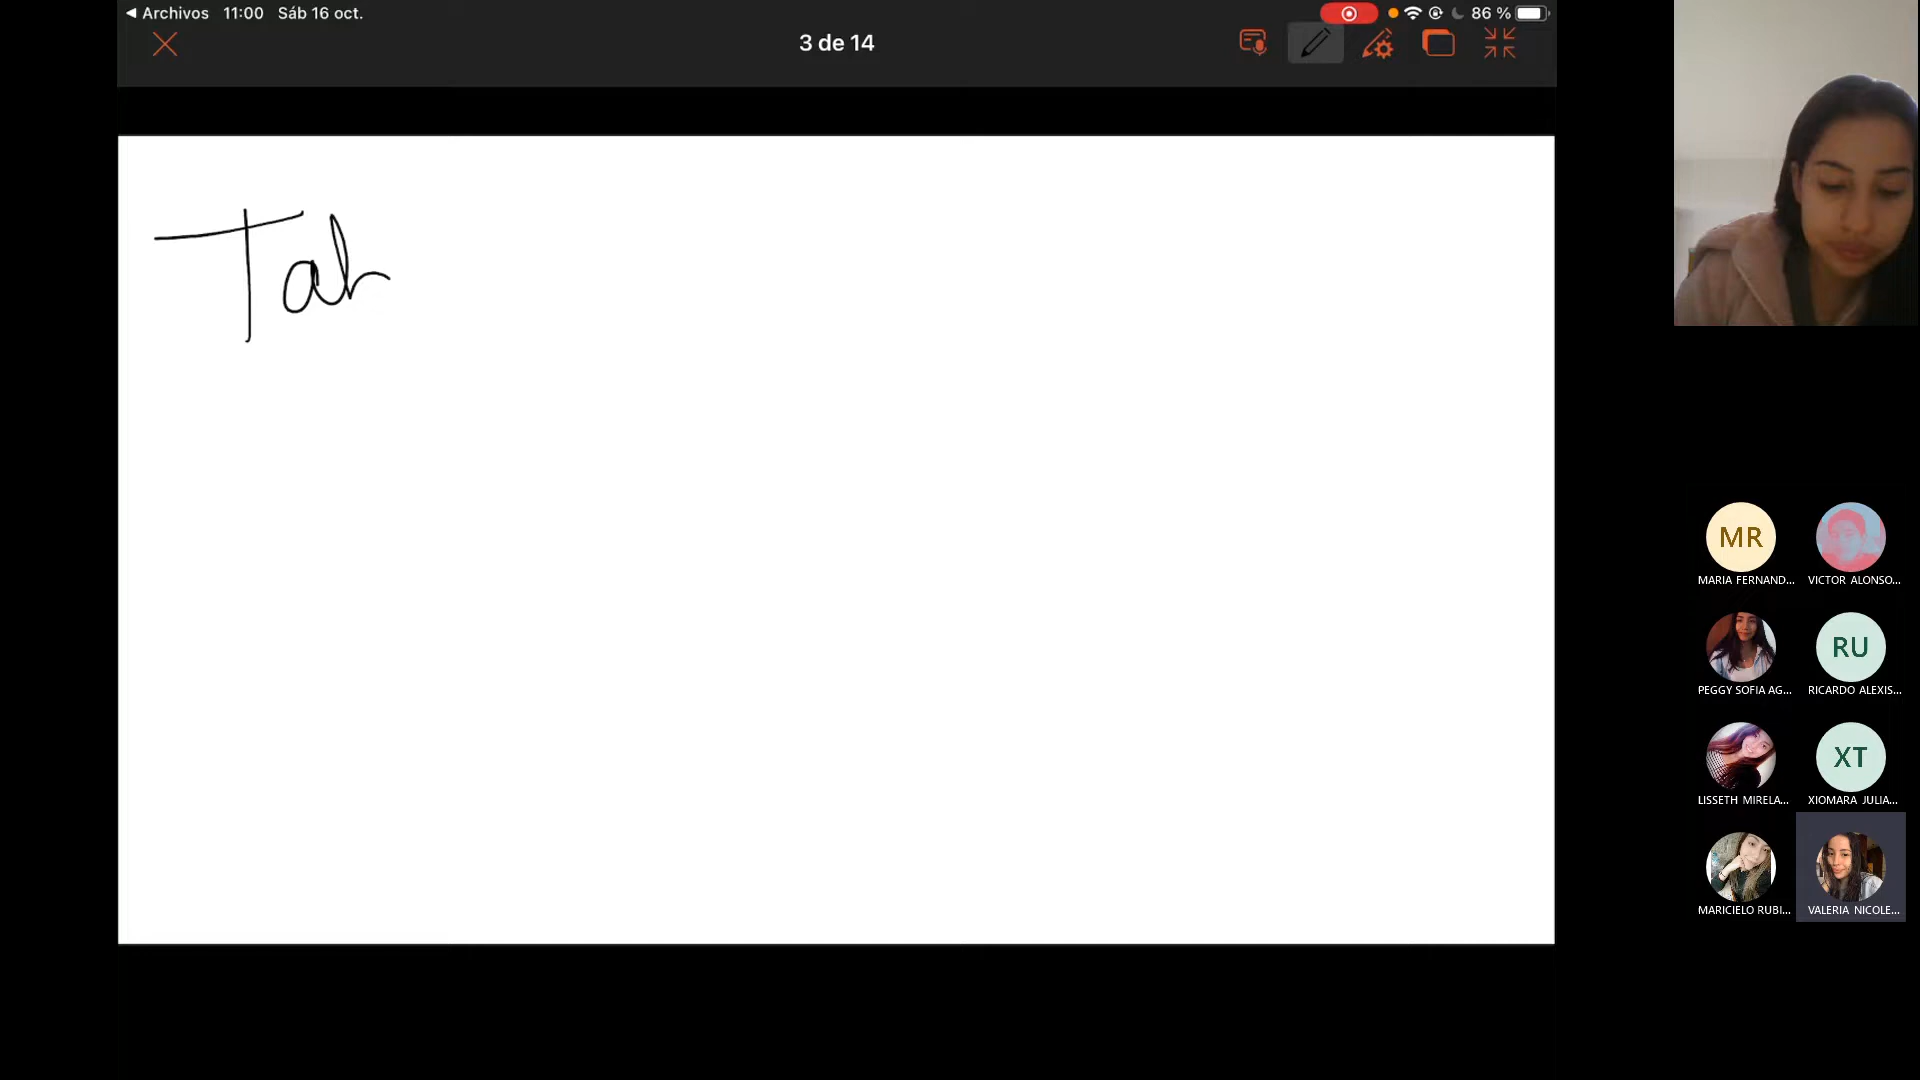 ◀ Archivos 11:00 Sáb 16 oct. 86 %
3 de 14
Tab
MR
MARIA FERNAND... VICTOR ALONSO...
RU
PEGGY SOFIA AG... RICARDO ALEXIS...
XT
LISSETH MIRELA... XIOMARA JULIA...
MARICIELO RUBI... VALERIA NICOLE...